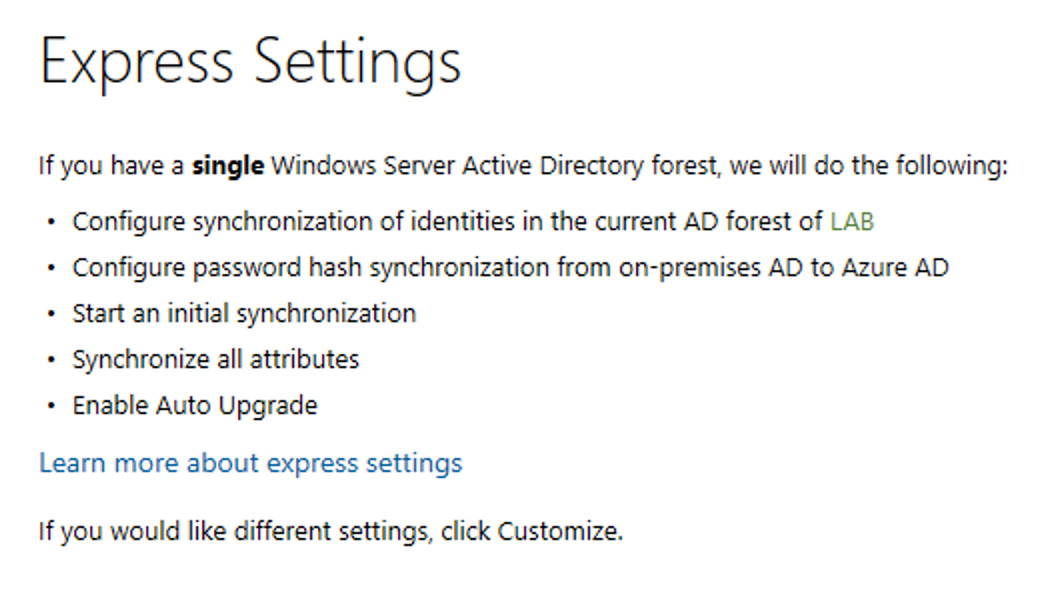 Express Settings
If you have a single Windows Server Active Directory forest, we will do the following:
• Configure synchronization of identities in the current AD forest of LAB
• Configure password hash synchronization from on-premises AD to Azure AD
• Start an initial synchronization
• Synchronize all attributes
• Enable Auto Upgrade
Learn more about express settings
If you would like different settings, click Customize.